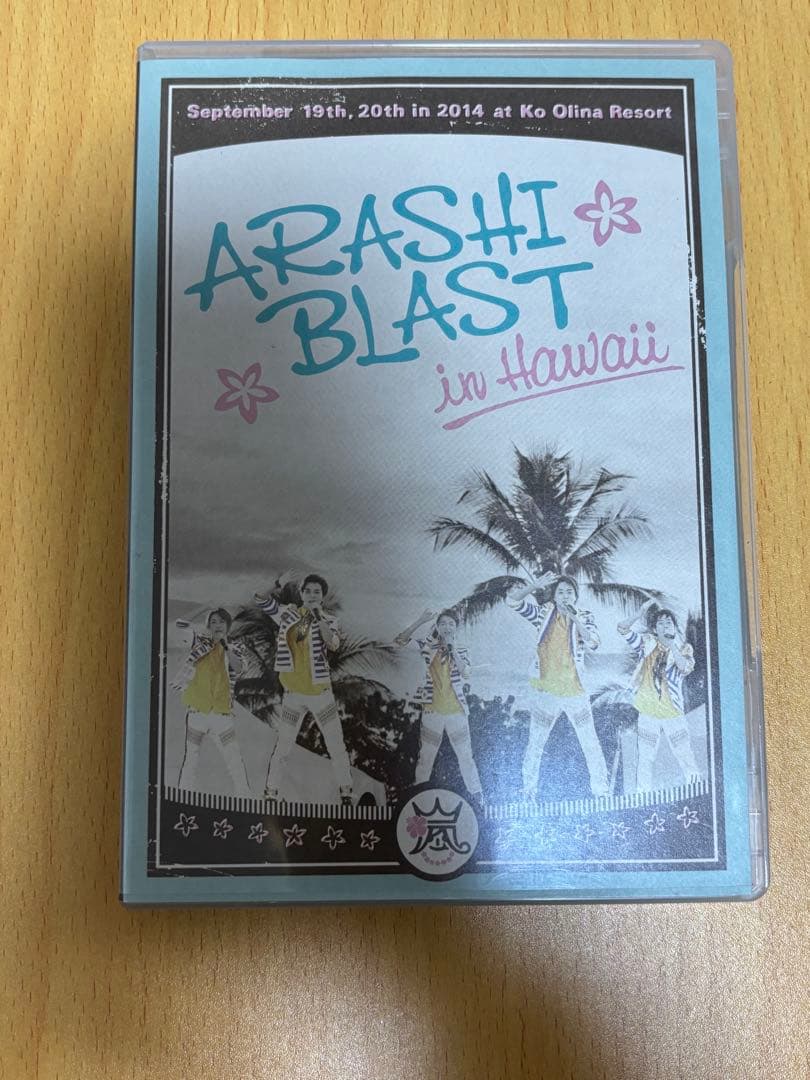 September 19th, 20th in 2014 at Ko Olina Resort
ARASHI
BLAST
in Hawaii
嵐